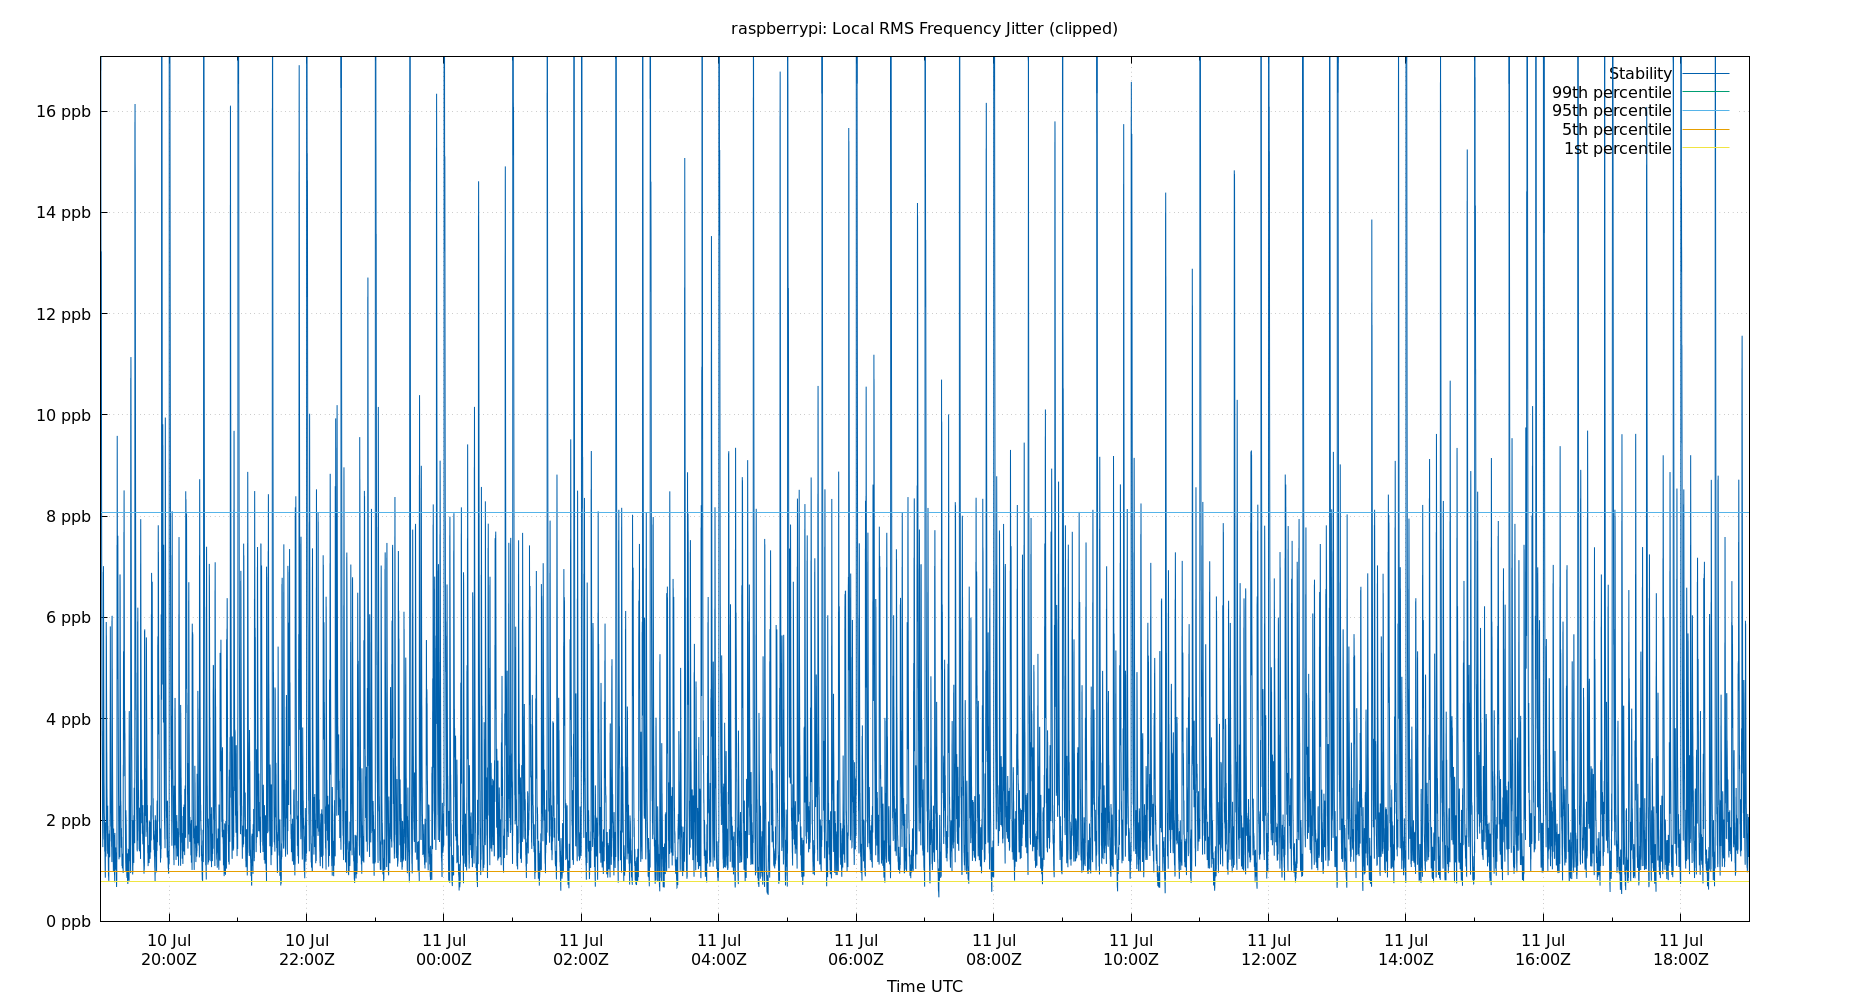 raspberrypi: Local RMS Frequency Jitter (clipped)
Stability
99th percentile
95th percentile
5th percentile
1st percentile
16 ppb
14 ppb
12 ppb
10 ppb
8 ppb
6 ppb
4 ppb
2 ppb
0 ppb
10 Jul 10 Jul 11 Jul 11 Jul 11 Jul 11 Jul 11 Jul 11 Jul 11 Jul 11 Jul 11 Jul 11 Jul
20:00Z 22:00Z 00:00Z 02:00Z 04:00Z 06:00Z 08:00Z 10:00Z 12:00Z 14:00Z 16:00Z 18:00Z
Time UTC